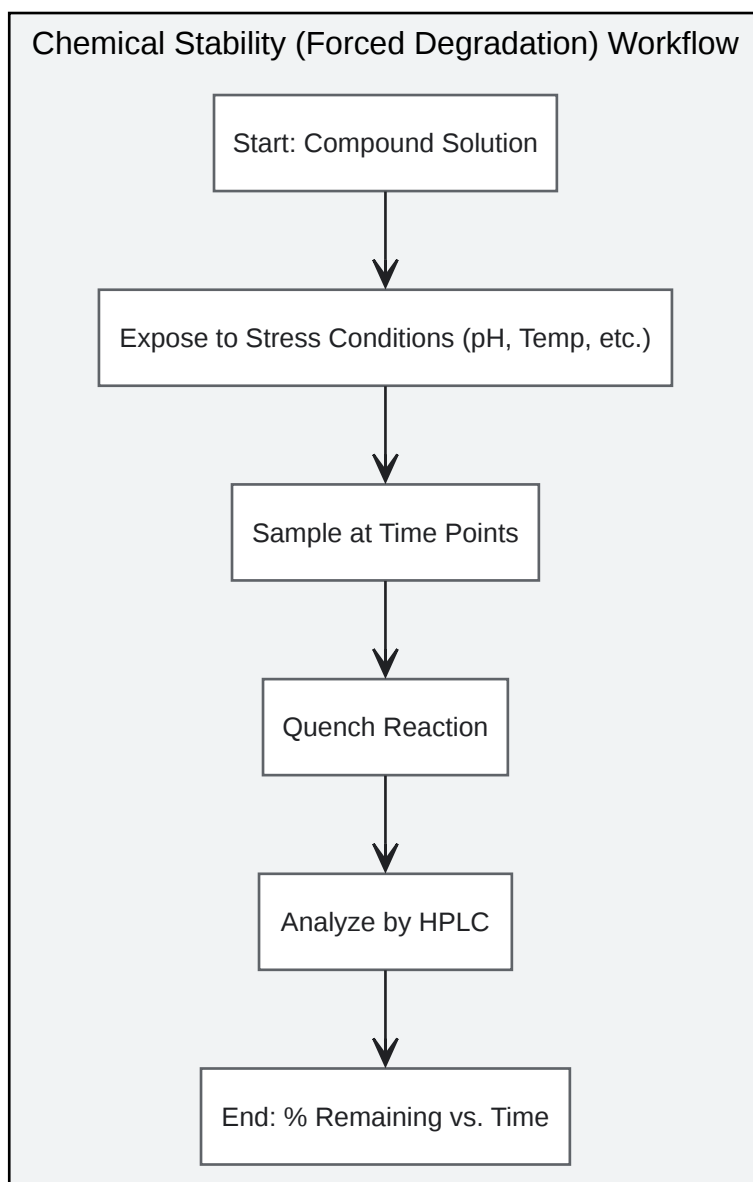 Chemical Stability (Forced Degradation) Workflow
Start: Compound Solution
Expose to Stress Conditions (pH, Temp, etc.)
Sample at Time Points
Quench Reaction
Analyze by HPLC
End: % Remaining vs. Time